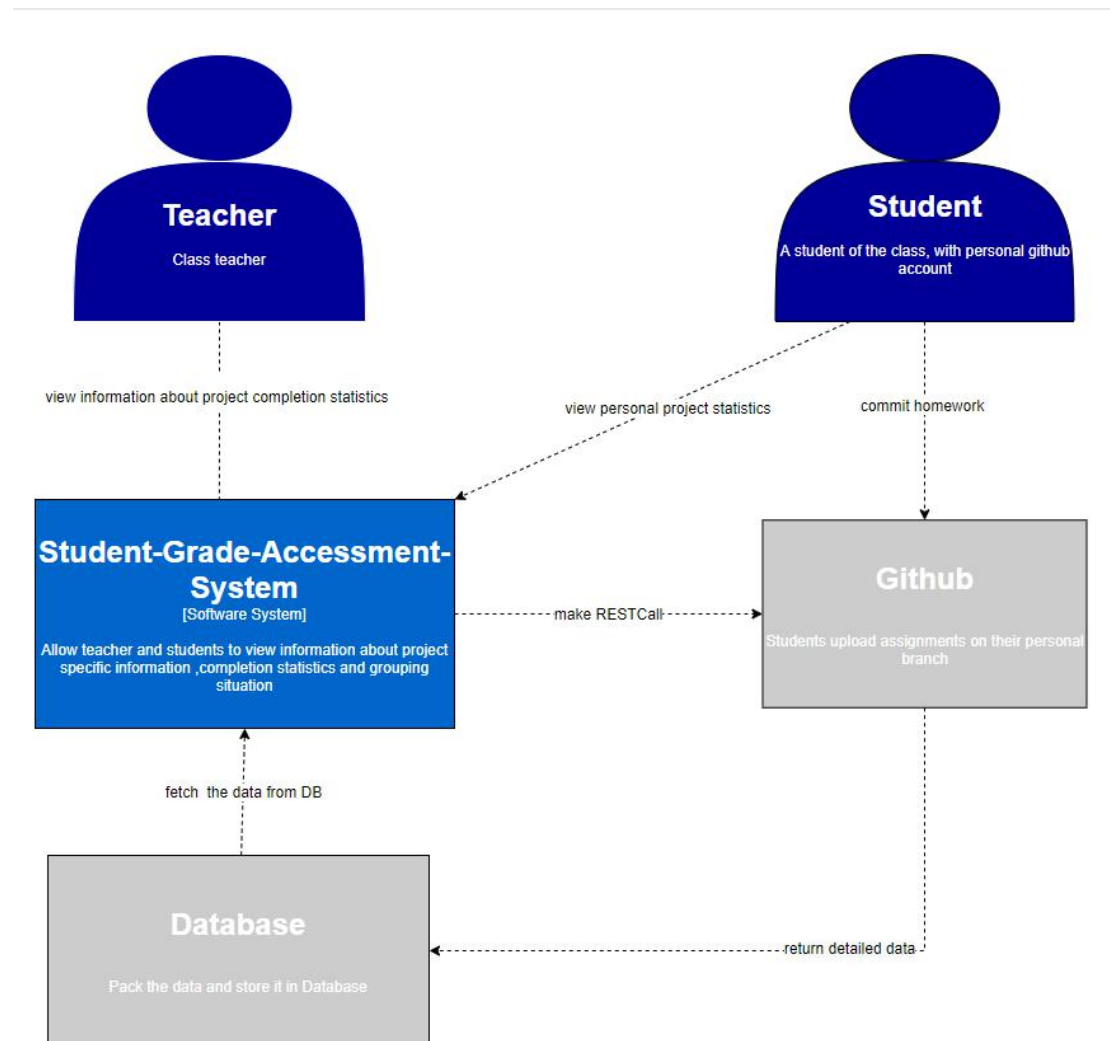 Teacher
Class teacher
Student
A student of the class, with personal github
account
view information about project completion statistics
view personal project statistics
commit homework
Student-Grade-Accessment-
System
[Software System]
Allow teacher and students to view information about project
specific information ,completion statistics and grouping
situation
make RESTCall
Github
Students upload assignments on their personal
branch
fetch  the data from DB
Database
Pack the data and store it in Database
return detailed data